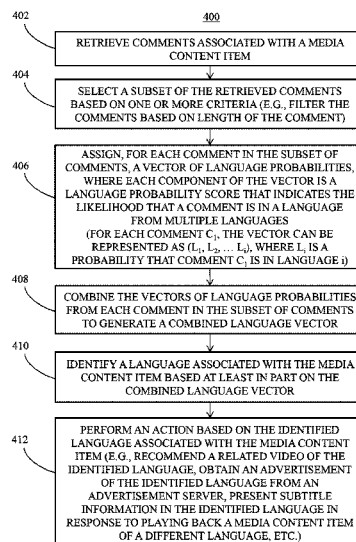 400
402
RETRIEVE COMMENTS ASSOCIATED WITH A MEDIA
CONTENT ITEM
404
SELECT A SUBSET OF THE RETRIEVED COMMENTS
BASED ON ONE OR MORE CRITERIA (E.G., FILTER THE
COMMENTS BASED ON LENGTH OF THE COMMENT)
406
ASSIGN, FOR EACH COMMENT IN THE SUBSET OF
COMMENTS, A VECTOR OF LANGUAGE PROBABILITIES,
WHERE EACH COMPONENT OF THE VECTOR IS A
LANGUAGE PROBABILITY SCORE THAT INDICATES THE
LIKELIHOOD THAT A COMMENT IS IN A LANGUAGE
FROM MULTIPLE LANGUAGES
(FOR EACH COMMENT C₁, THE VECTOR CAN BE
REPRESENTED AS (L₁, L₂, … Lᵢ), WHERE Lᵢ IS A
PROBABILITY THAT COMMENT C₁ IS IN LANGUAGE i)
408
COMBINE THE VECTORS OF LANGUAGE PROBABILITIES
FROM EACH COMMENT IN THE SUBSET OF COMMENTS
TO GENERATE A COMBINED LANGUAGE VECTOR
410
IDENTIFY A LANGUAGE ASSOCIATED WITH THE MEDIA
CONTENT ITEM BASED AT LEAST IN PART ON THE
COMBINED LANGUAGE VECTOR
412
PERFORM AN ACTION BASED ON THE IDENTIFIED
LANGUAGE ASSOCIATED WITH THE MEDIA CONTENT
ITEM (E.G., RECOMMEND A RELATED VIDEO OF THE
IDENTIFIED LANGUAGE, OBTAIN AN ADVERTISEMENT
OF THE IDENTIFIED LANGUAGE FROM AN
ADVERTISEMENT SERVER, PRESENT SUBTITLE
INFORMATION IN THE IDENTIFIED LANGUAGE IN
RESPONSE TO PLAYING BACK A MEDIA CONTENT ITEM
OF A DIFFERENT LANGUAGE, ETC.)